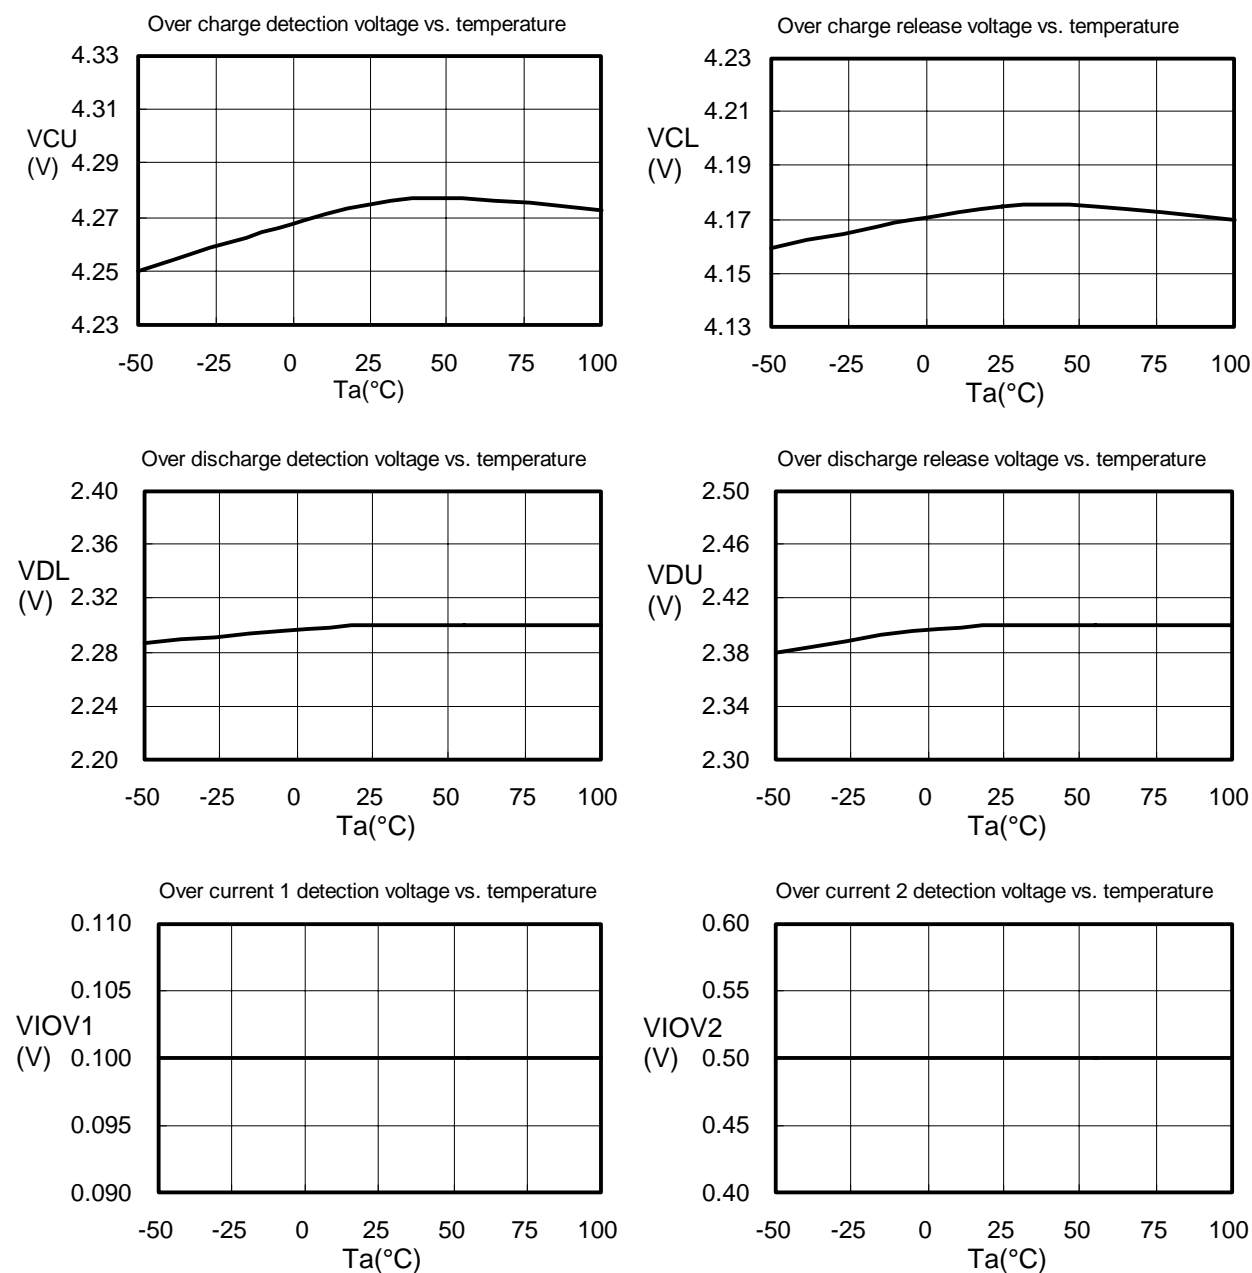 Over charge detection voltage vs. temperature
4.33
4.31
VCU
(V)
4.29
4.27
4.25
4.23
-50 -25 0 25 50 75 100
Ta(°C)
Over charge release voltage vs. temperature
4.23
4.21
VCL
(V)
4.19
4.17
4.15
4.13
-50 -25 0 25 50 75 100
Ta(°C)
Over discharge detection voltage vs. temperature
2.40
2.36
VDL
(V)
2.32
2.28
2.24
2.20
-50 -25 0 25 50 75 100
Ta(°C)
Over discharge release voltage vs. temperature
2.50
2.46
VDU
(V)
2.42
2.38
2.34
2.30
-50 -25 0 25 50 75 100
Ta(°C)
Over current 1 detection voltage vs. temperature
0.110
0.105
VIOV1
(V)
0.100
0.095
0.090
-50 -25 0 25 50 75 100
Ta(°C)
Over current 2 detection voltage vs. temperature
0.60
0.55
VIOV2
(V)
0.50
0.45
0.40
-50 -25 0 25 50 75 100
Ta(°C)